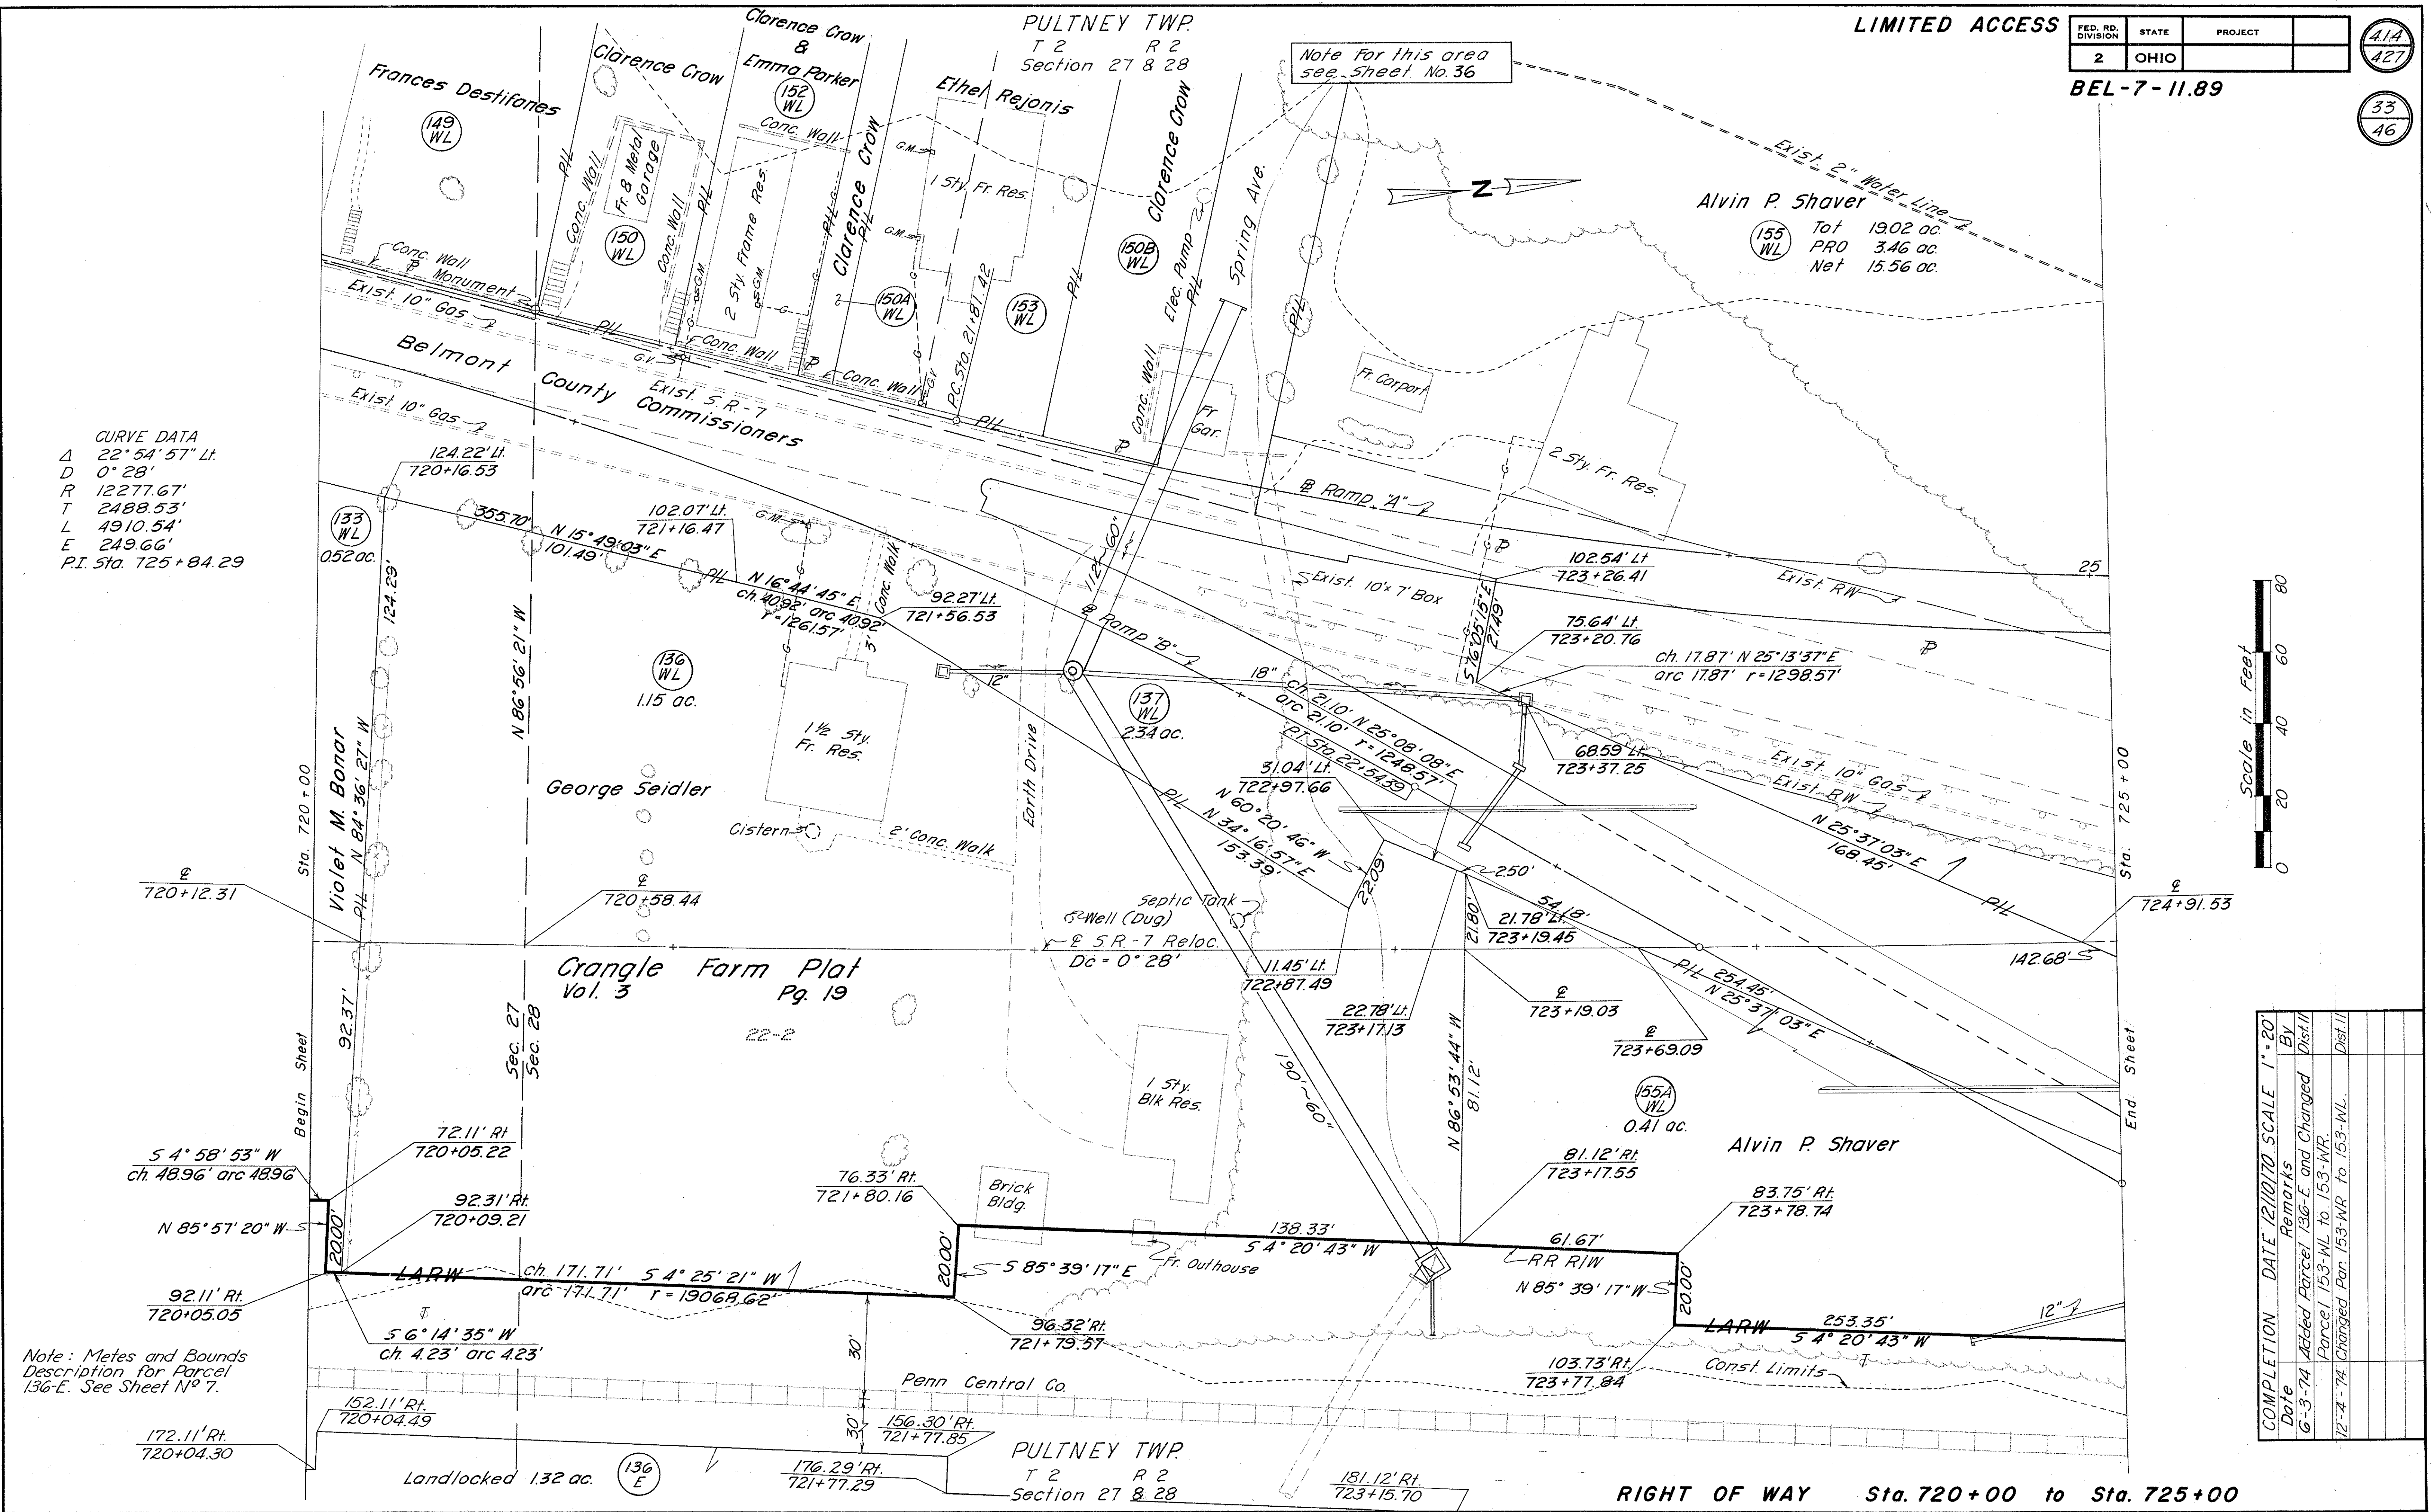 LIMITED ACCESS
FED. RD. DIVISION STATE PROJECT
2 OHIO
BEL-7-11.89
414
427
33
46
PULTNEY TWP.
T 2 R 2
Section 27 & 28
Note For this area
see Sheet No. 36
Frances Destifanes
149
WL
Clarence Crow
150
WL
Clarence Crow
&
Emma Parker
152
WL
Clarence Crow
150A
WL
Ethel Rejonis
153
WL
Clarence Crow
150B
WL
Alvin P. Shaver
155
WL
Tot 19.02 ac.
PRO 3.46 ac.
Net 15.56 ac.
Exist. 2" Water Line
N
Spring Ave.
Elec. Pump
Conc. Wall
Fr. & Metal
Garage
Conc. Wall
Conc. Wall
2 Sty. Frame Res.
1 Sty. Fr. Res.
G.M.
G.M.
G.M.
G.M.
P/L
P/L
P/L
P/L
P/L
P/L
P/L
Conc. Wall
Monument
Exist. 10" Gas
P/L
G.V.
Conc. Wall
Conc. Wall
G.V.
P.C. Sta. 21+81.42
P/L
Conc. Wall
Fr
Gar.
Fr. Carport
2 Sty. Fr. Res.
Belmont County Commissioners
Exist. S.R.-7
Exist. 10" Gas
CURVE DATA
Δ 22° 54' 57" Lt.
D 0° 28'
R 12277.67'
T 2488.53'
L 4910.54'
E 249.66'
P.I. Sta. 725+84.29
124.22' Lt.
720+16.53
133
WL
0.52 ac.
355.70'
N 15° 49' 03" E
101.49'
102.07' Lt.
721+16.47
G.M.
P/L
N 16° 44' 45" E
ch. 40.92' arc 40.92'
r = 1261.57'
Conc. Walk
3'
92.27' Lt.
721+56.53
112'~60"
Ramp "A"
Ramp "B"
Exist. 10' x 7' Box
S 76° 05' 15" E
27.49'
102.54' Lt
723+26.41
75.64' Lt.
723+20.76
ch. 17.87' N 25° 13' 37" E
arc 17.87' r = 1298.57'
Exist. RW
25
124.29'
N 86° 56' 21" W
136
WL
1.15 ac.
1 1/2 Sty.
Fr. Res.
12"
137
WL
2.34 ac.
18"
ch. 21.10' N 25° 08' 08" E
arc 21.10' r = 1248.57'
P.I. Sta. 22+54.39
68.59' Lt.
723+37.25
Exist. 10" Gas
Exist. RW
Sta. 720+00
Violet M. Bonar
P/L N 84° 36' 27" W
George Seidler
Cistern
2' Conc. Walk
Earth Drive
P/L
31.04' Lt.
722+97.66
N 60° 20' 46" W
22.09'
N 34° 16' 57" E
153.39'
N 25° 37' 03" E
168.45'
P/L
Sta. 725+00
Scale in Feet
0 20 40 60 80
℄
720+12.31
℄
720+58.44
Septic Tank
Well (Dug)
℄ S.R.-7 Reloc.
Dc = 0° 28'
2.50'
54.18'
21.80'
21.78' Lt.
723+19.45
℄
724+91.53
142.68'
Crangle Farm Plat
Vol. 3 Pg. 19
22-2
92.37'
Sec. 27
Sec. 28
11.45' Lt.
722+87.49
22.78' Lt.
723+17.13
℄
723+19.03
℄
723+69.09
P/L 254.45'
N 25° 37' 03" E
N 86° 53' 44" W
81.12'
190'~60"
1 Sty.
Blk Res.
155A
WL
0.41 ac.
Alvin P. Shaver
Begin Sheet
End Sheet
S 4° 58' 53" W
ch. 48.96' arc 48.96
72.11' Rt
720+05.22
N 85° 57' 20" W
20.00'
92.31' Rt.
720+09.21
76.33' Rt.
721+80.16
Brick
Bldg.
81.12' Rt.
723+17.55
83.75' Rt.
723+78.74
138.33'
S 4° 20' 43" W
61.67'
RR R/W
20.00'
S 85° 39' 17" E
Fr. Outhouse
N 85° 39' 17" W
20.00'
92.11' Rt.
720+05.05
LARW
ch. 171.71' S 4° 25' 21" W
arc 171.71' r = 19068.62'
S 6° 14' 35" W
ch. 4.23' arc 4.23'
96.32' Rt.
721+79.57
LARW
253.35'
S 4° 20' 43" W
12"
103.73' Rt.
723+77.84
Const. Limits
Note: Metes and Bounds
Description for Parcel
136-E. See Sheet Nº 7.
30'
30'
Penn Central Co.
152.11' Rt.
720+04.49
172.11' Rt.
720+04.30
156.30' Rt.
721+77.85
176.29' Rt.
721+77.29
Landlocked 1.32 ac.
136
E
PULTNEY TWP.
T 2 R 2
Section 27 & 28
181.12' Rt.
723+15.70
COMPLETION DATE 12/10/70 SCALE 1"=20'
Date Remarks By
6-3-74 Added Parcel 136-E and Changed Dist. 11
Parcel 153-WL to 153-WR.
12-4-74 Changed Par. 153-WR to 153-WL. Dist. 11
RIGHT OF WAY Sta. 720+00 to Sta. 725+00